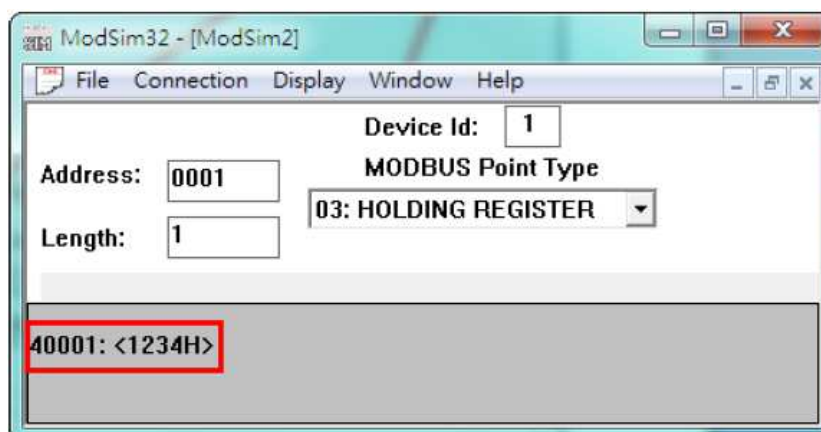 ModSim32 - [ModSim2]
File Connection Display Window Help
Device Id: 1
Address: 0001
MODBUS Point Type
03: HOLDING REGISTER
Length: 1
40001: <1234H>